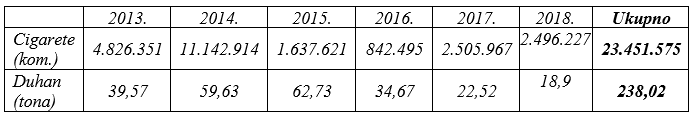 2013. 2014. 2015. 2016. 2017. 2018. Ukupno
Cigarete (kom.) 4.826.351 11.142.914 1.637.621 842.495 2.505.967 2.496.227 23.451.575
Duhan (tona) 39,57 59,63 62,73 34,67 22,52 18,9 238,02